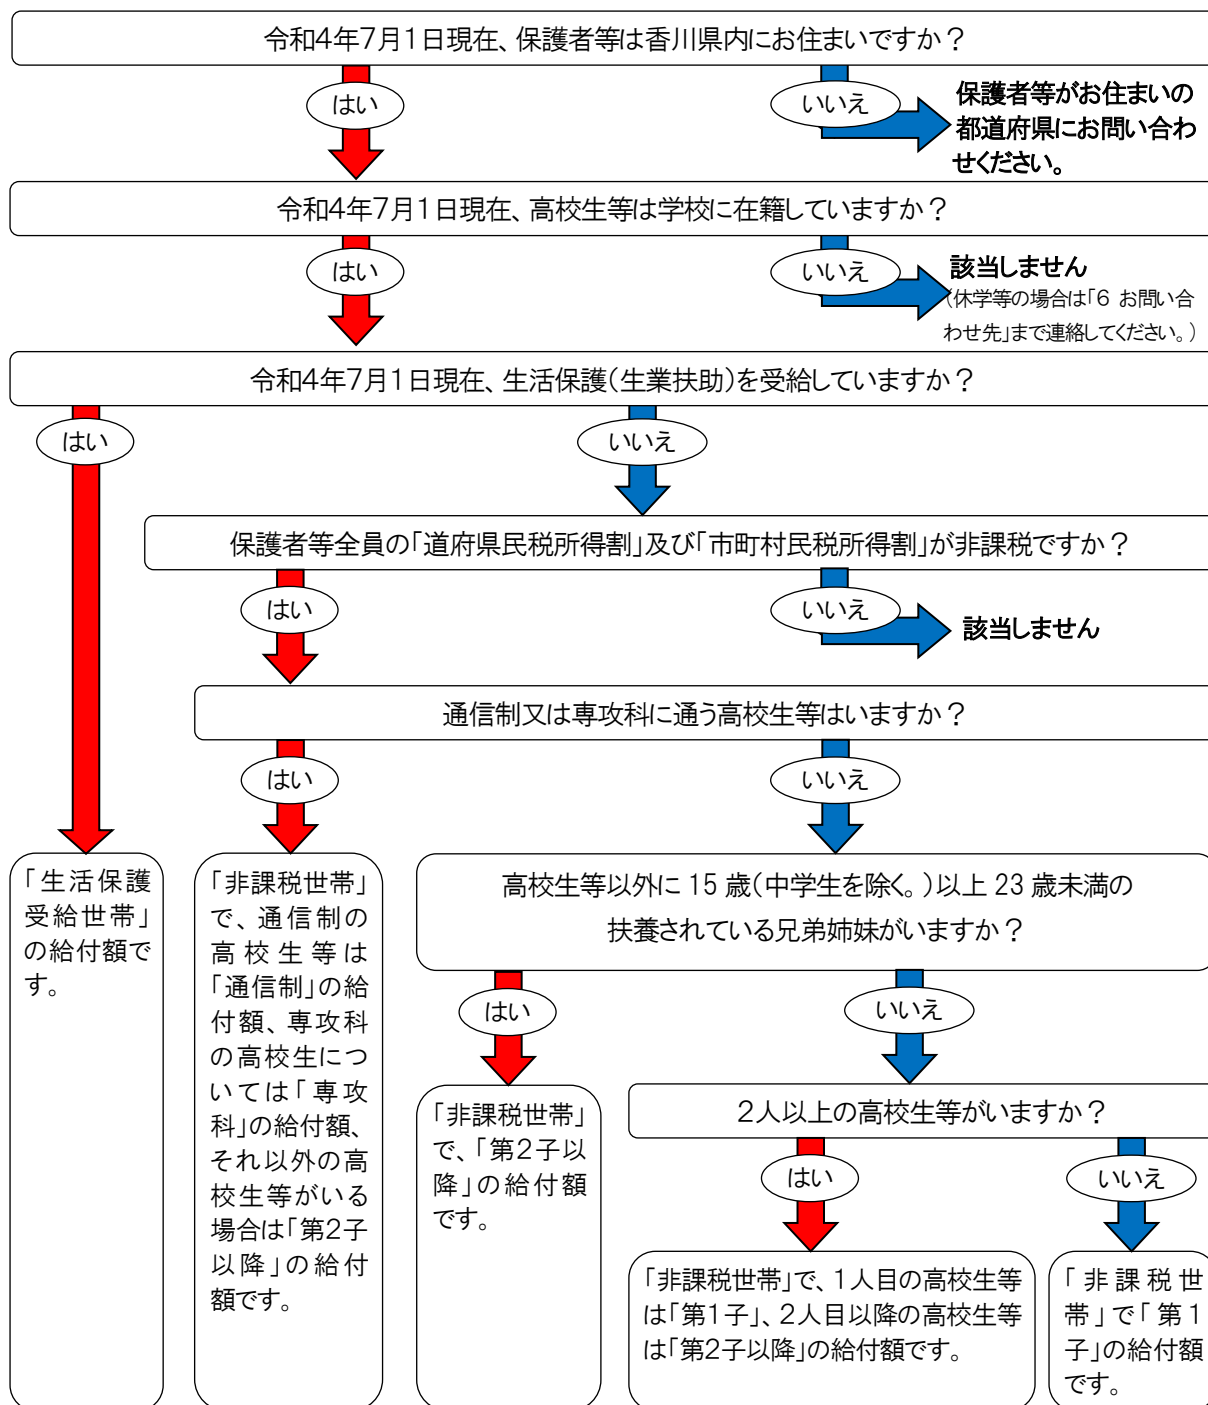 令和4年7月1日現在、保護者等は香川県内にお住まいですか？
はい
いいえ
保護者等がお住まいの
都道府県にお問い合わ
せください。
令和4年7月1日現在、高校生等は学校に在籍していますか？
はい
いいえ
該当しません
（休学等の場合は「6 お問い合
わせ先」まで連絡してください。）
令和4年7月1日現在、生活保護（生業扶助）を受給していますか？
はい
いいえ
保護者等全員の「道府県民税所得割」及び「市町村民税所得割」が非課税ですか？
はい
いいえ
該当しません
通信制又は専攻科に通う高校生等はいますか？
はい
いいえ
「生活保護
受給世帯」
の給付額で
す。
「非課税世帯」
で、通信制の
高校生等は
「通信制」の給
付額、専攻科
の高校生につ
いては「専攻
科」の給付額、
それ以外の高
校生等がいる
場合は「第2子
以降」の給付
額です。
高校生等以外に 15 歳（中学生を除く。）以上 23 歳未満の
扶養されている兄弟姉妹がいますか？
はい
いいえ
「非課税世帯」
で、「第2子以
降」の給付額
です。
2人以上の高校生等がいますか？
はい
いいえ
「非課税世帯」で、1人目の高校生等
は「第1子」、2人目以降の高校生等
は「第2子以降」の給付額です。
「非課税世
帯」で「第1
子」の給付額
です。